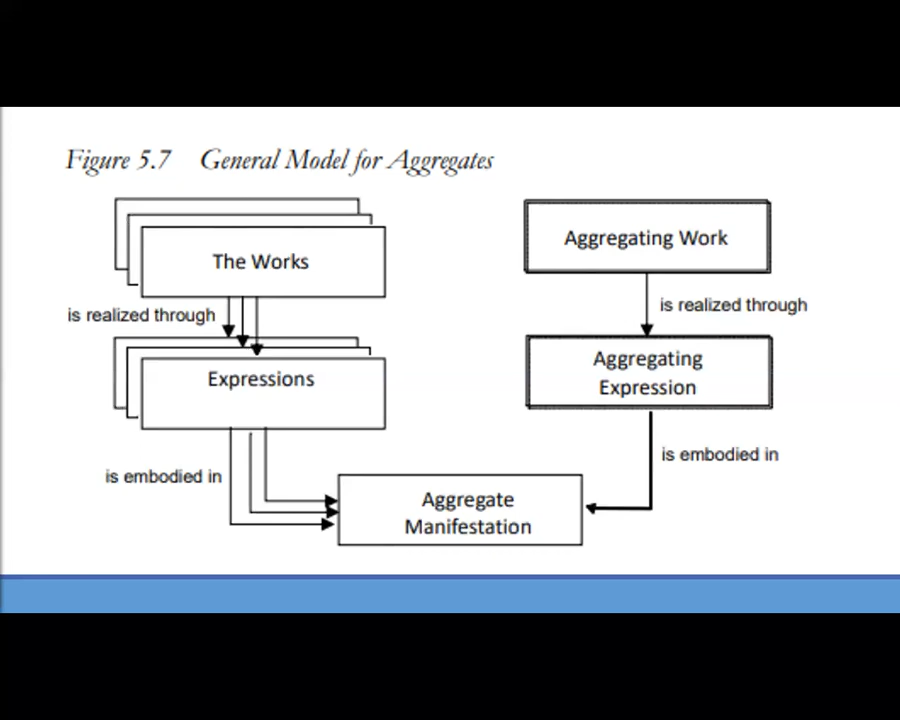 Figure 5.7 General Model for Aggregates
The Works
Aggregating Work
is realized through
is realized through
Expressions
Aggregating
Expression
is embodied in
is embodied in
Aggregate
Manifestation